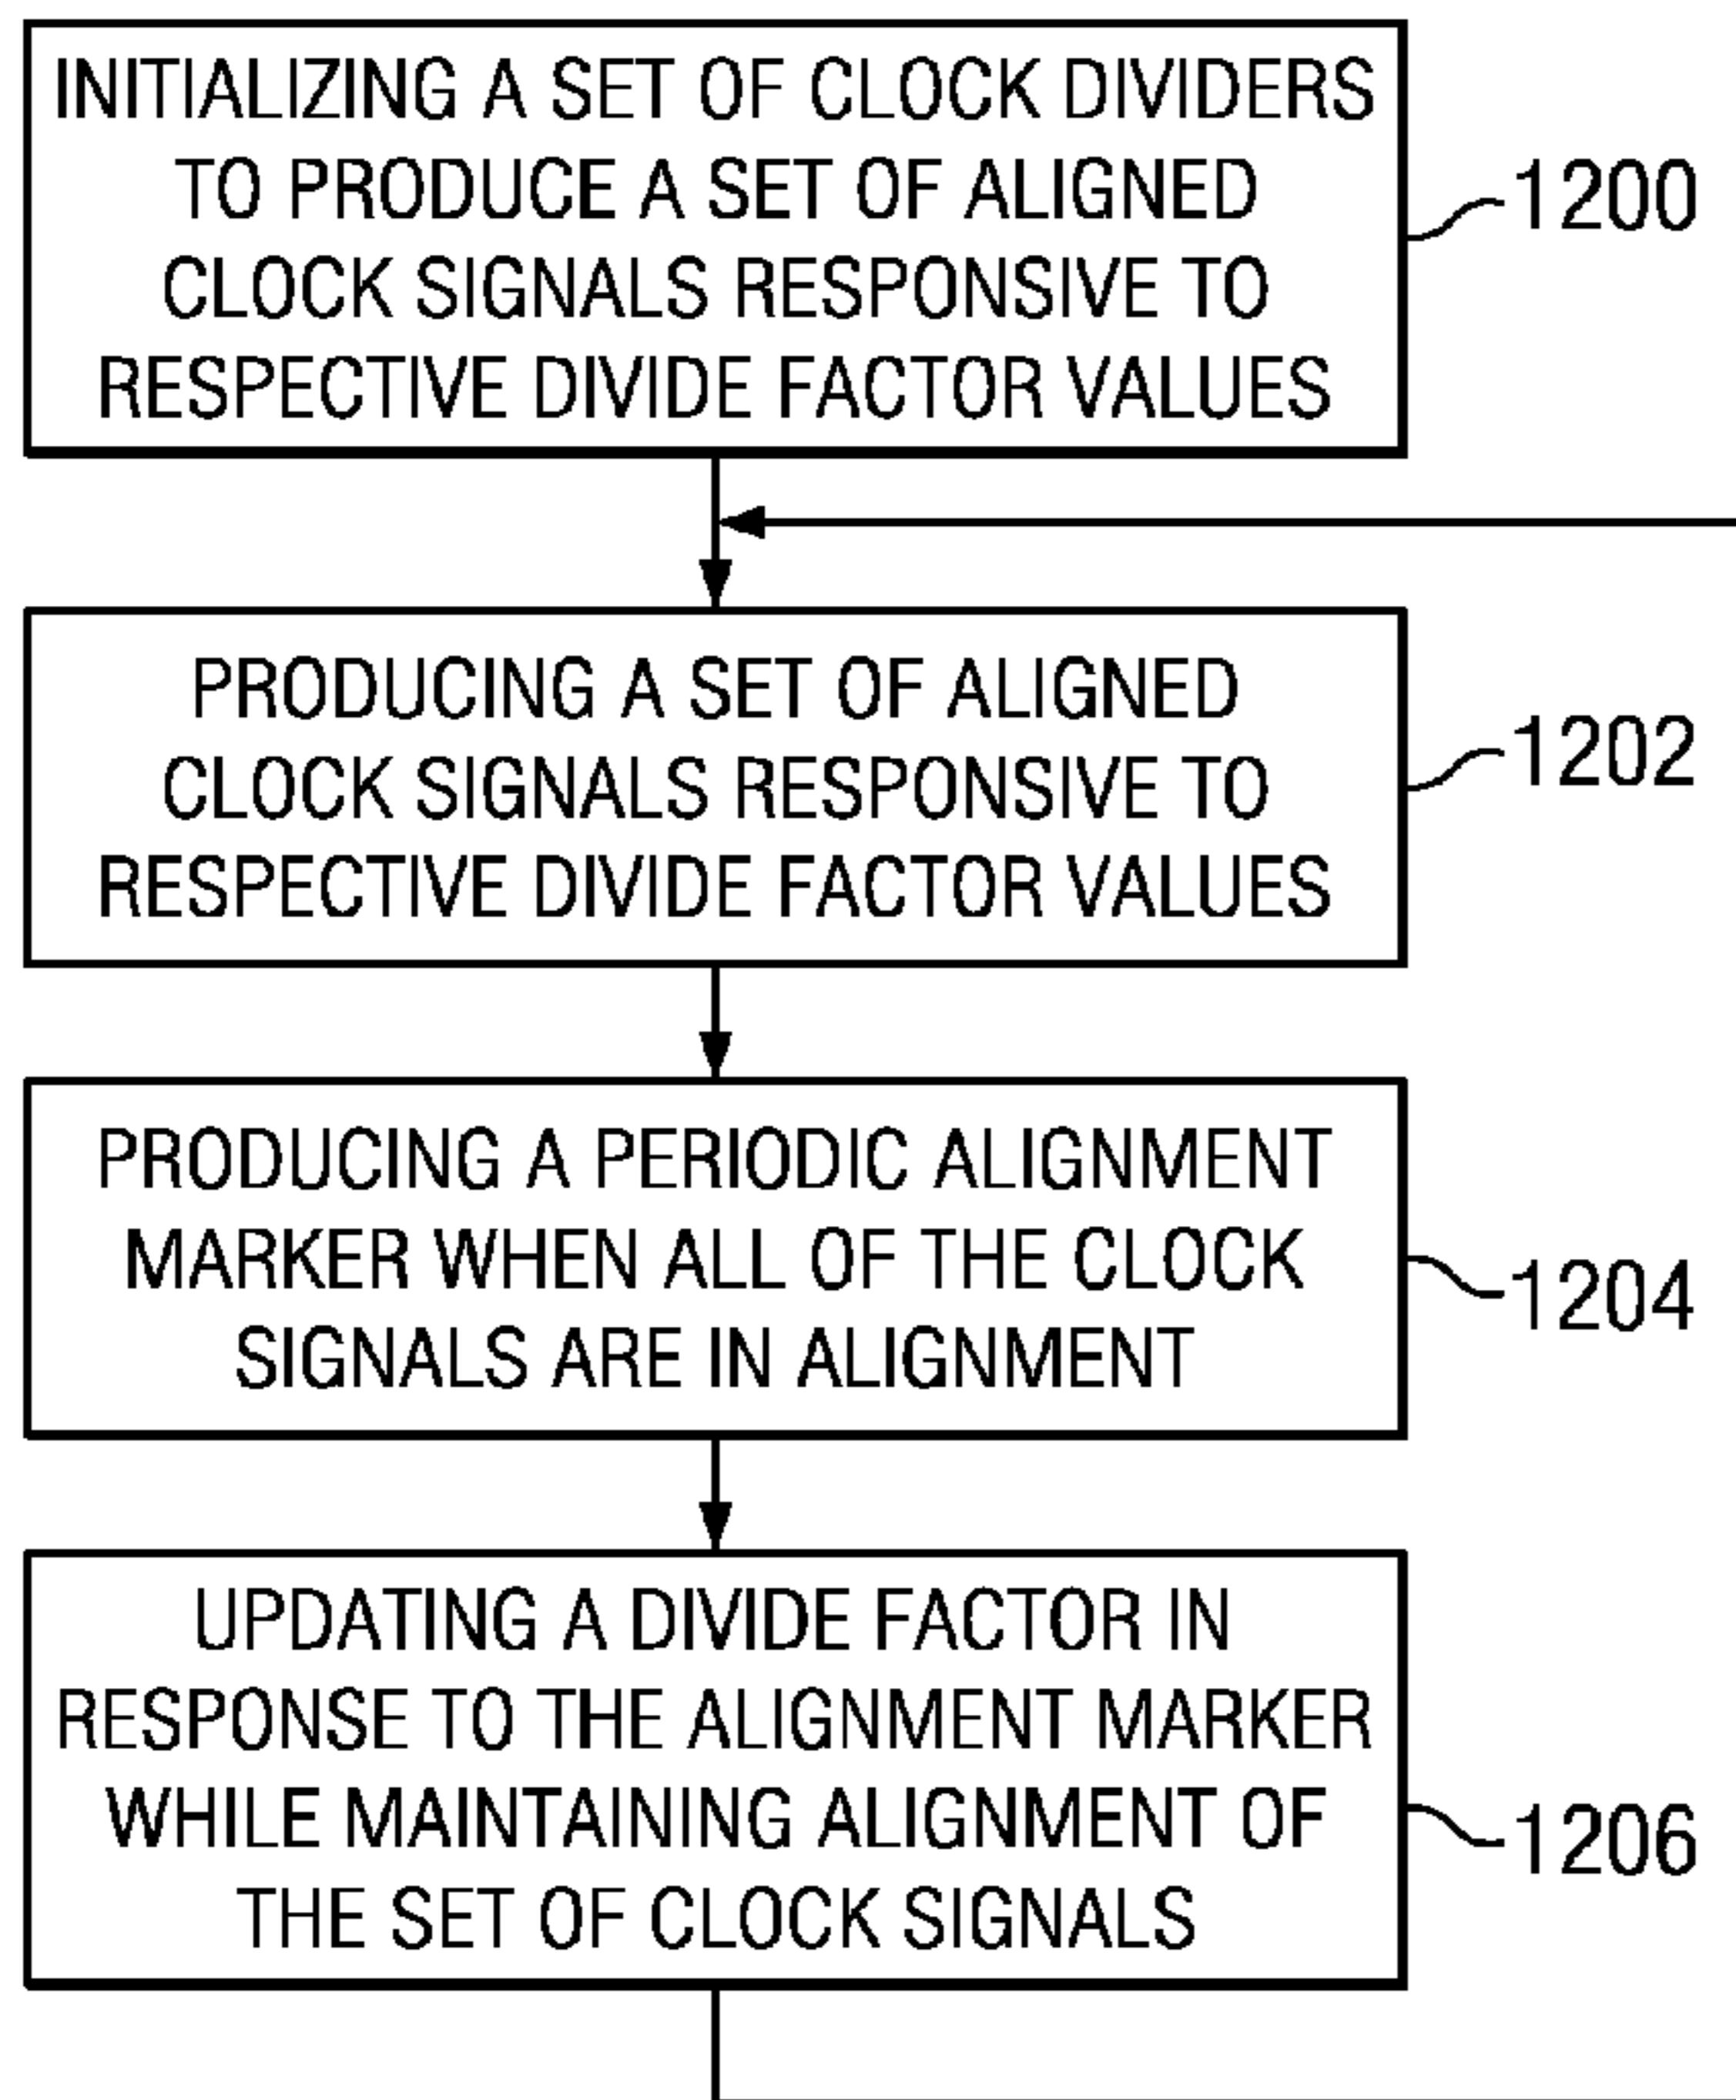 INITIALIZING A SET OF CLOCK DIVIDERS
TO PRODUCE A SET OF ALIGNED
CLOCK SIGNALS RESPONSIVE TO
RESPECTIVE DIVIDE FACTOR VALUES
1200
PRODUCING A SET OF ALIGNED
CLOCK SIGNALS RESPONSIVE TO
RESPECTIVE DIVIDE FACTOR VALUES
1202
PRODUCING A PERIODIC ALIGNMENT
MARKER WHEN ALL OF THE CLOCK
SIGNALS ARE IN ALIGNMENT
1204
UPDATING A DIVIDE FACTOR IN
RESPONSE TO THE ALIGNMENT MARKER
WHILE MAINTAINING ALIGNMENT OF
THE SET OF CLOCK SIGNALS
1206